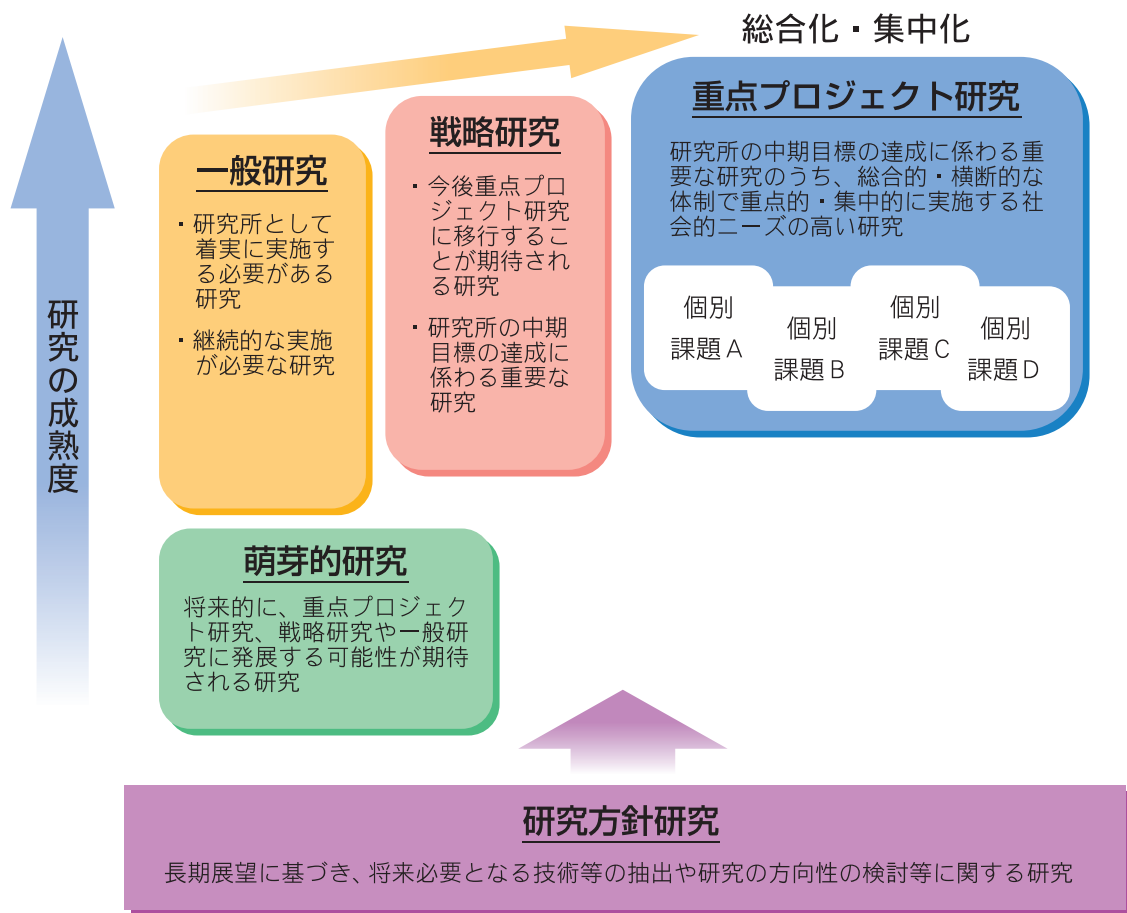 総合化・集中化
研究の成熟度
一般研究
・研究所として
着実に実施す
る必要がある
研究
・継続的な実施
が必要な研究
戦略研究
・今後重点プロ
ジェクト研究
に移行するこ
とが期待され
る研究
・研究所の中期
目標の達成に
係わる重要な
研究
重点プロジェクト研究
研究所の中期目標の達成に係わる重
要な研究のうち、総合的・横断的な
体制で重点的・集中的に実施する社
会的ニーズの高い研究
個別
課題A
個別
課題B
個別
課題C
個別
課題D
萌芽的研究
将来的に、重点プロジェク
ト研究、戦略研究や一般研
究に発展する可能性が期待
される研究
研究方針研究
長期展望に基づき、将来必要となる技術等の抽出や研究の方向性の検討等に関する研究